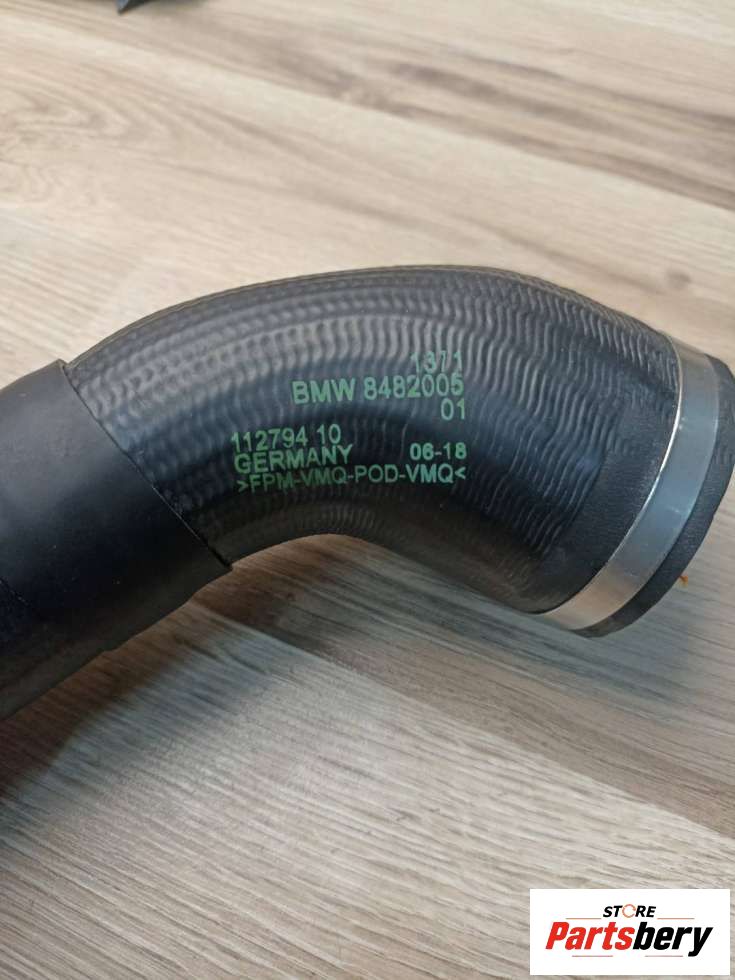 1371
BMW 8482005
01
112794 10 06-18
GERMANY
>FPM-VMQ-POD-VMQ<
STORE
Partsbery